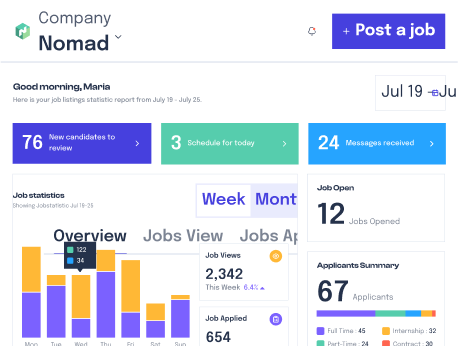 Company
Nomad
+ Post a job
Good morning, Maria
Here is your job listings statistic report from July 19 - July 25.
Jul 19 - Ju
76 New candidates to review
3 Schedule for today
24 Messages received
Job statistics
Showing Jobstatistic Jul 19-25
Week Mont
Overview Jobs View Jobs Ap
122
34
Mon Tue Wed Thu Fri Sat Sun
Job Views
2,342
This Week 6.4%
Job Applied
654
Job Open
12 Jobs Opened
Applicants Summary
67 Applicants
Full Time : 45
Internship : 32
Part-Time : 24
Contract : 30